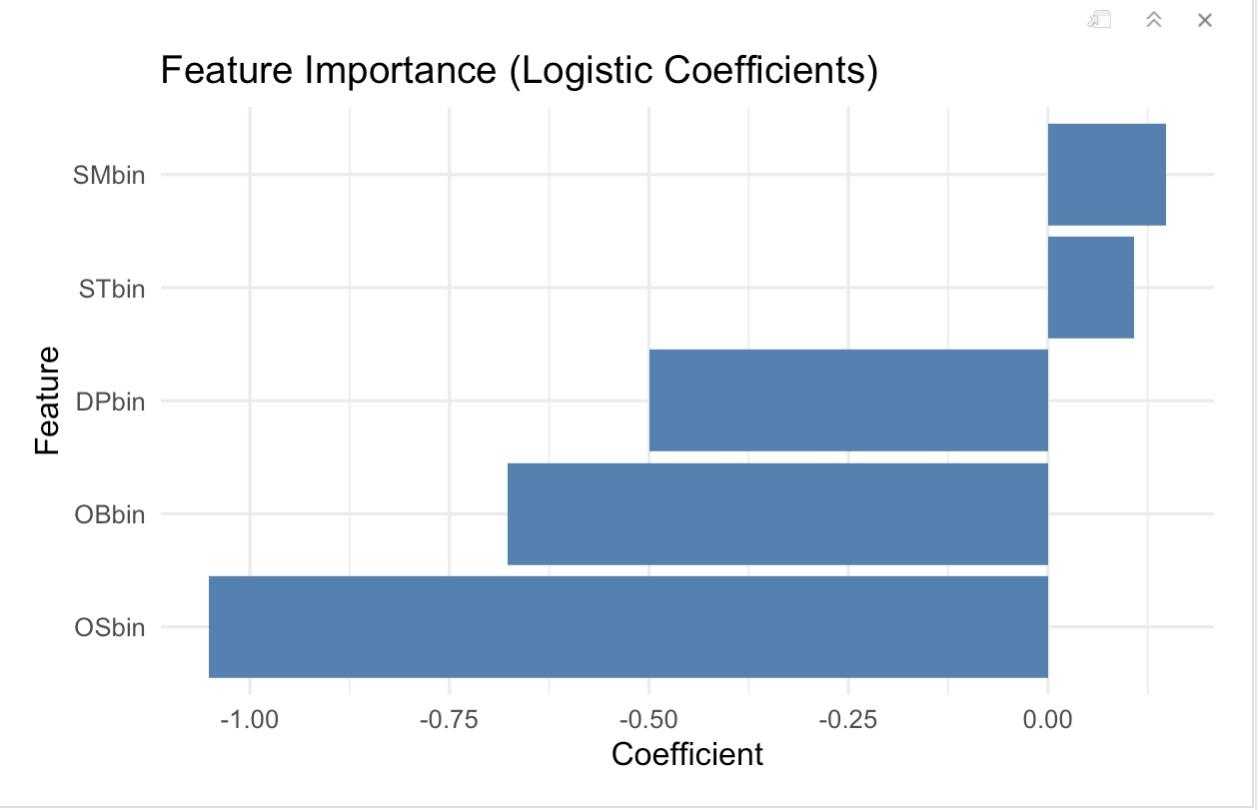 Feature Importance (Logistic Coefficients)
SMbin
STbin
DPbin
OBbin
OSbin
Feature
-1.00 -0.75 -0.50 -0.25 0.00
Coefficient